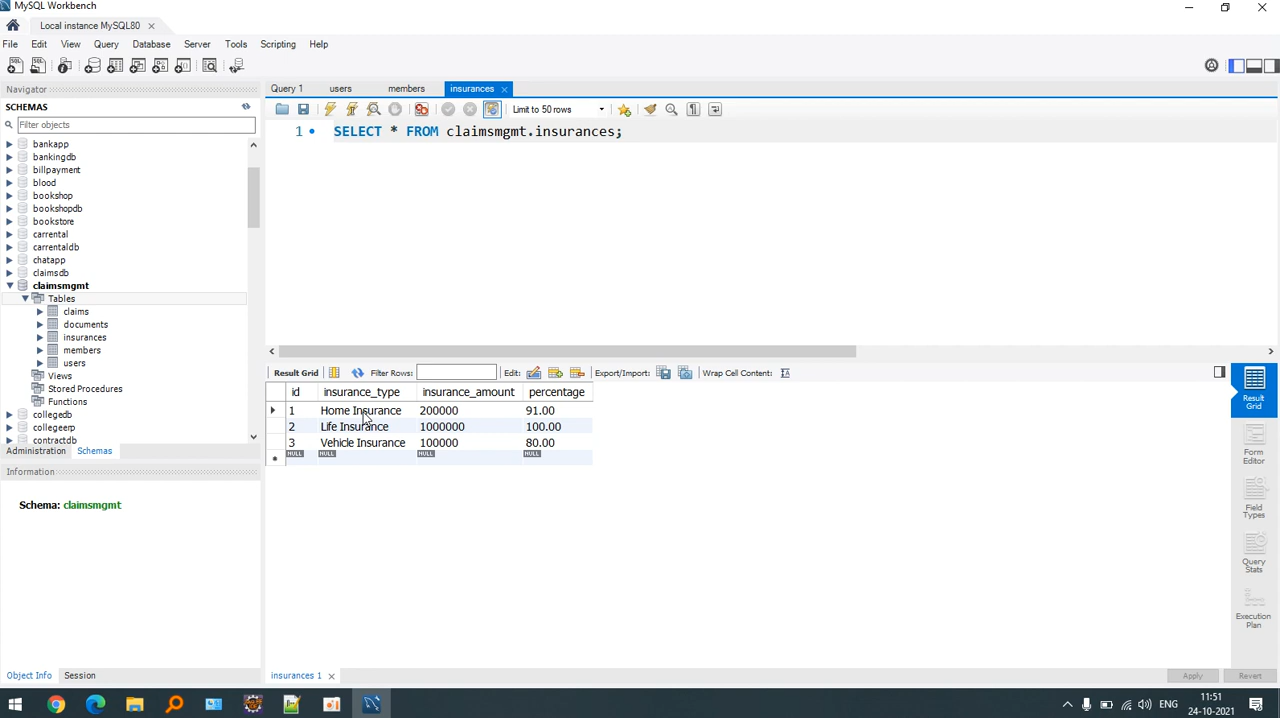 MySQL Workbench
Local instance MySQL80
File Edit View Query Database Server Tools Scripting Help
Navigator
SCHEMAS
Filter objects
bankapp
bankingdb
billpayment
blood
bookshop
bookshopdb
bookstore
carrental
carrentaldb
chatapp
claimsdb
claimsmgmt
Tables
claims
documents
insurances
members
users
Views
Stored Procedures
Functions
collegedb
collegeerp
contractdb
Administration Schemas
Information
Schema: claimsmgmt
Object Info Session
Query 1 users members insurances
Limit to 50 rows
1 SELECT * FROM claimsmgmt.insurances;
Result Grid Filter Rows: Edit: Export/Import: Wrap Cell Content:
id insurance_type insurance_amount percentage
1 Home Insurance 200000 91.00
2 Life Insurance 1000000 100.00
3 Vehicle Insurance 100000 80.00
NULL NULL NULL NULL
Result Grid
Form Editor
Field Types
Query Stats
Execution Plan
insurances 1
Apply Revert
ENG
11:51
24-10-2021